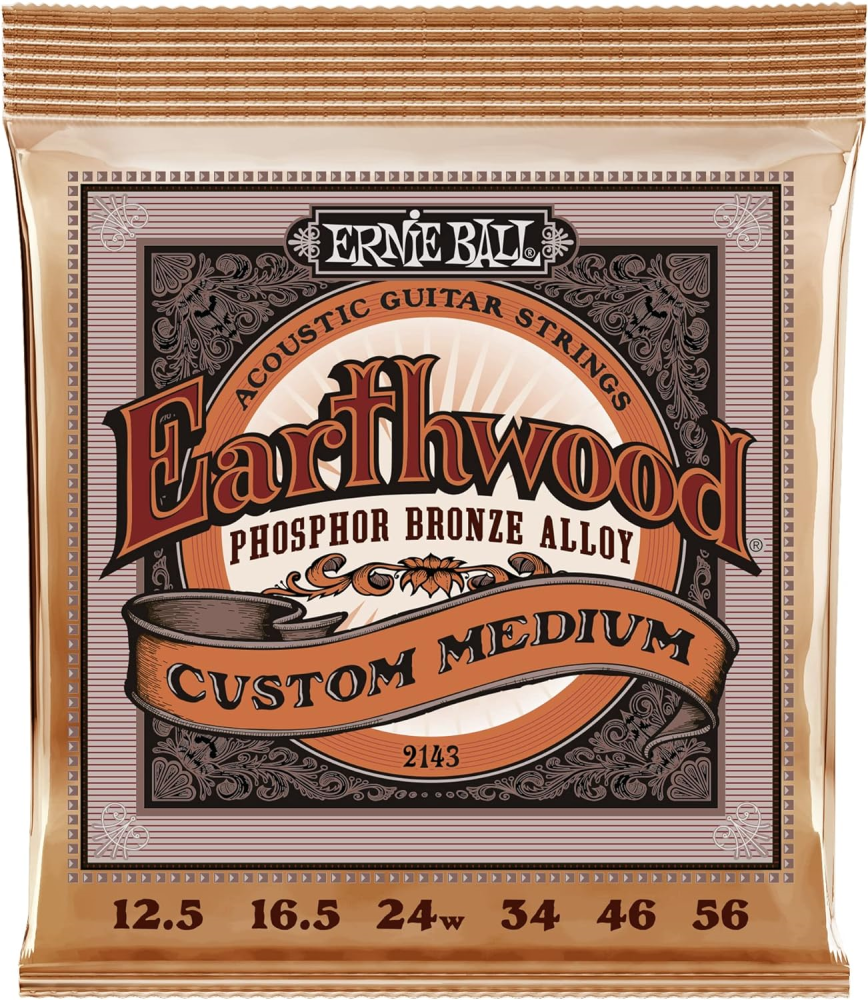 ERNIE BALL®
ACOUSTIC GUITAR STRINGS
Earthwood®
PHOSPHOR BRONZE ALLOY
CUSTOM MEDIUM
2143
12.5 16.5 24w 34 46 56